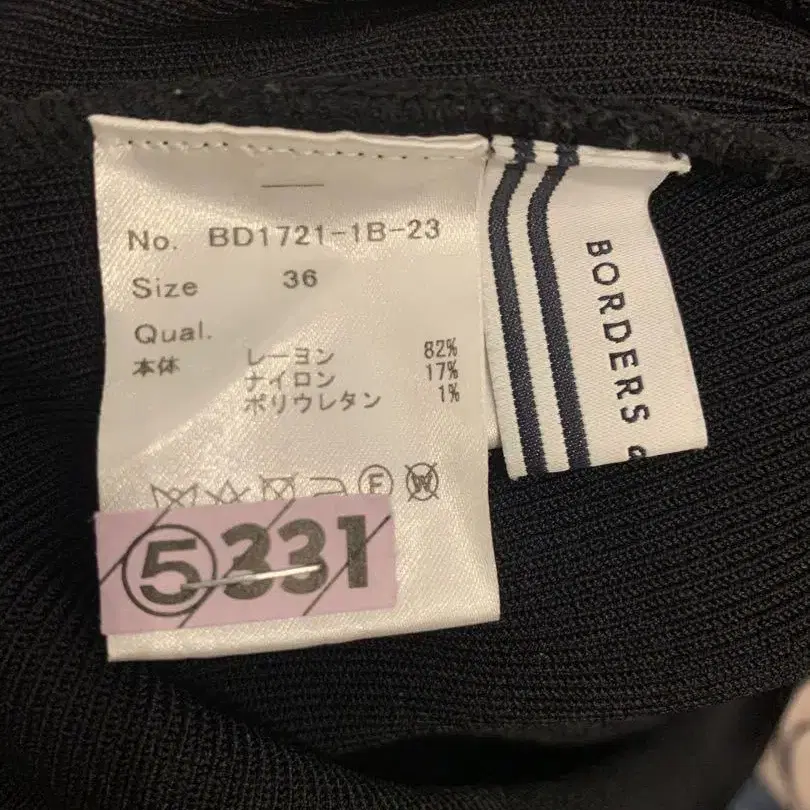 No. BD1721-1B-23
Size 36
Qual.
本体 レーヨン 82%
ナイロン 17%
ポリウレタン 1%
F W
⑤331
BORDERS